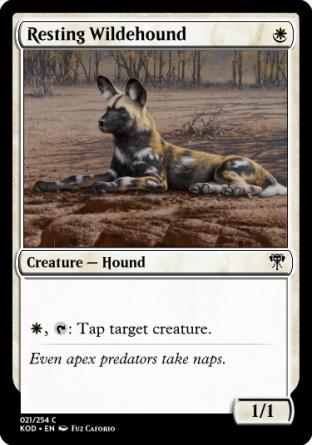 Resting Wildehound
Creature — Hound
, : Tap target creature.
Even apex predators take naps.
1/1
021/254 C
KOD • EN Fuz Caforio